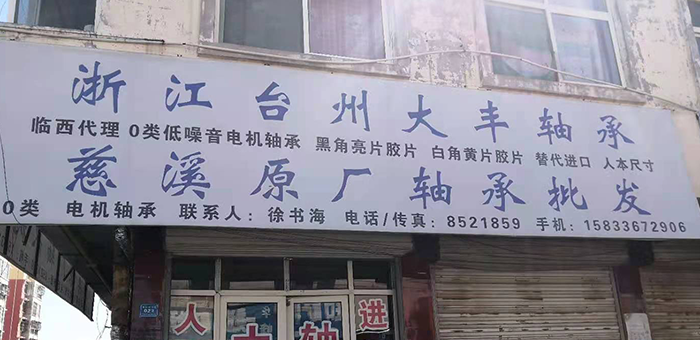 浙江台州大丰轴承
临西代理 0类低噪音电机轴承 黑角亮片胶片 白角黄片胶片 替代进口 人本尺寸
慈溪原厂轴承批发
0类 电机轴承 联系人：徐书海 电话/传真：8521859 手机：15833672906
人 大 轴 进